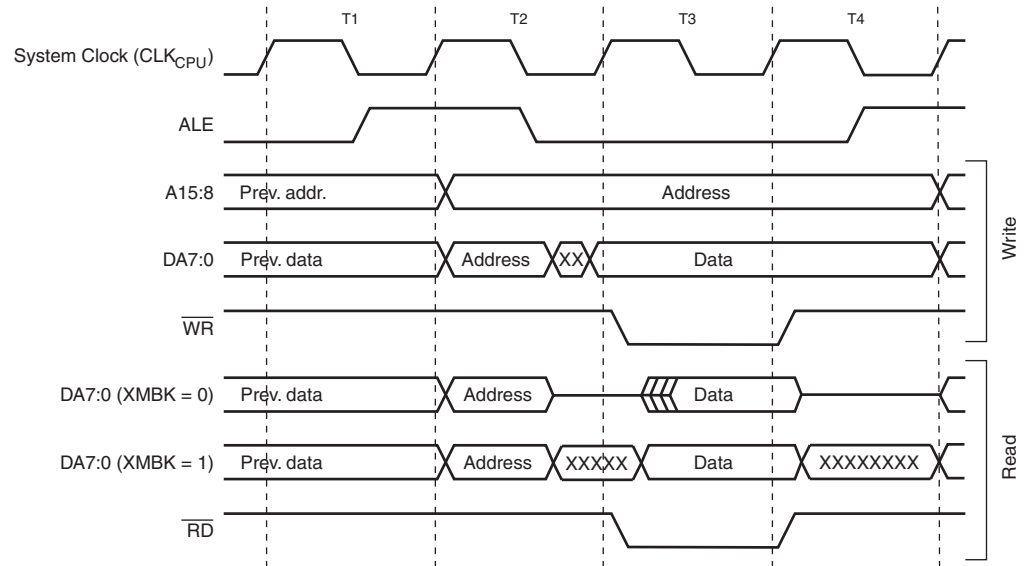 T1 T2 T3 T4
System Clock (CLKCPU)
ALE
A15:8 Prev. addr. Address
DA7:0 Prev. data Address XX Data
WR
Write
DA7:0 (XMBK = 0) Prev. data Address Data
DA7:0 (XMBK = 1) Prev. data Address XXXXX Data XXXXXXXX
RD
Read